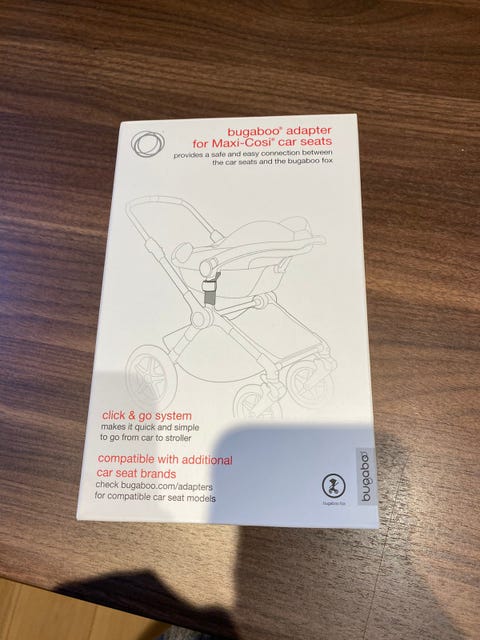 bugaboo® adapter
for Maxi-Cosi® car seats
provides a safe and easy connection between
the car seats and the bugaboo fox
click & go system
makes it quick and simple
to go from car to stroller
compatible with additional
car seat brands
check bugaboo.com/adapters
for compatible car seat models
bugaboo fox
bugaboo